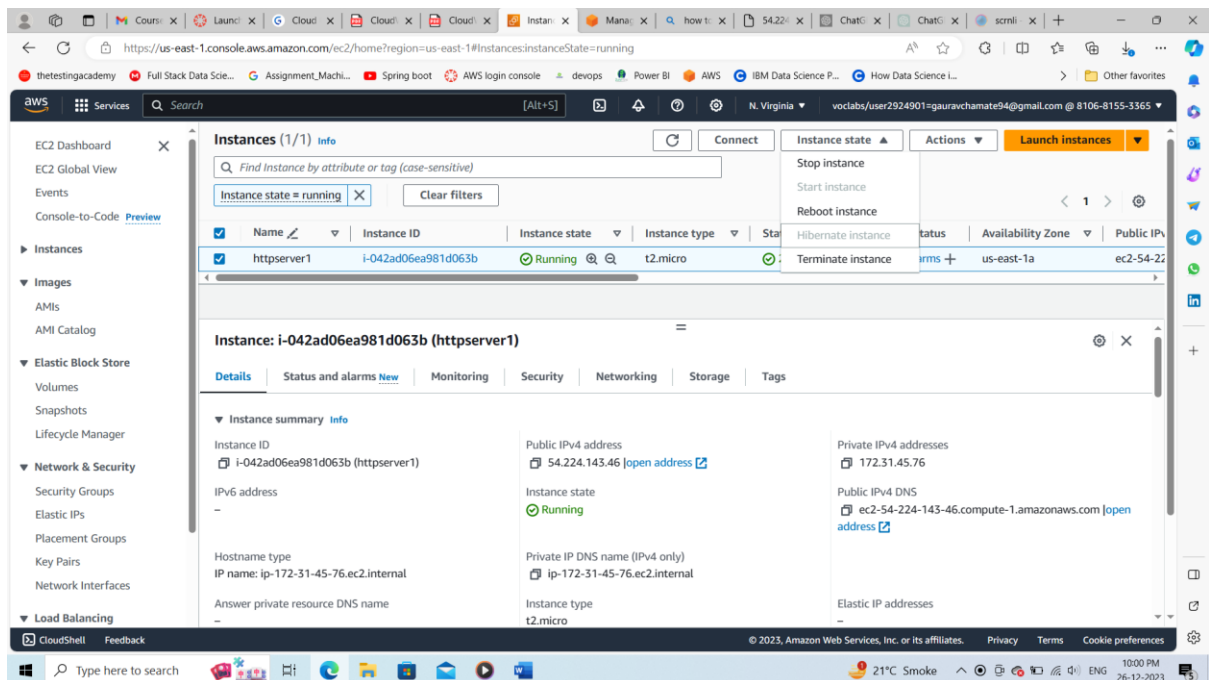 Course
Launc
Cloud
Cloud\
Cloud\
Instan
Manag
how to
54.224
ChatG
ChatG
scrnli
https://us-east-1.console.aws.amazon.com/ec2/home?region=us-east-1#Instances:instanceState=running
thetestingacademy
Full Stack Data Scie...
Assignment_Machi...
Spring boot
AWS login console
devops
Power BI
AWS
IBM Data Science P...
How Data Science i...
Other favorites
aws
Services
Search
[Alt+S]
N. Virginia
voclabs/user2924901=gauravchamate94@gmail.com @ 8106-8155-3365
EC2 Dashboard
EC2 Global View
Events
Console-to-Code Preview
Instances
Images
AMIs
AMI Catalog
Elastic Block Store
Volumes
Snapshots
Lifecycle Manager
Network & Security
Security Groups
Elastic IPs
Placement Groups
Key Pairs
Network Interfaces
Load Balancing
Instances (1/1) Info
Connect
Instance state
Actions
Launch instances
Find Instance by attribute or tag (case-sensitive)
Instance state = running
Clear filters
1
Stop instance
Start instance
Reboot instance
Hibernate instance
Terminate instance
Name
Instance ID
Instance state
Instance type
Sta
tatus
Availability Zone
Public IPv
httpserver1
i-042ad06ea981d063b
Running
t2.micro
arms
us-east-1a
ec2-54-22
Instance: i-042ad06ea981d063b (httpserver1)
Details
Status and alarms New
Monitoring
Security
Networking
Storage
Tags
Instance summary Info
Instance ID
i-042ad06ea981d063b (httpserver1)
Public IPv4 address
54.224.143.46 |open address
Private IPv4 addresses
172.31.45.76
IPv6 address
–
Instance state
Running
Public IPv4 DNS
ec2-54-224-143-46.compute-1.amazonaws.com |open
address
Hostname type
IP name: ip-172-31-45-76.ec2.internal
Private IP DNS name (IPv4 only)
ip-172-31-45-76.ec2.internal
Answer private resource DNS name
–
Instance type
t2.micro
Elastic IP addresses
–
CloudShell
Feedback
© 2023, Amazon Web Services, Inc. or its affiliates.
Privacy
Terms
Cookie preferences
Type here to search
21°C Smoke
ENG
10:00 PM
26-12-2023
5